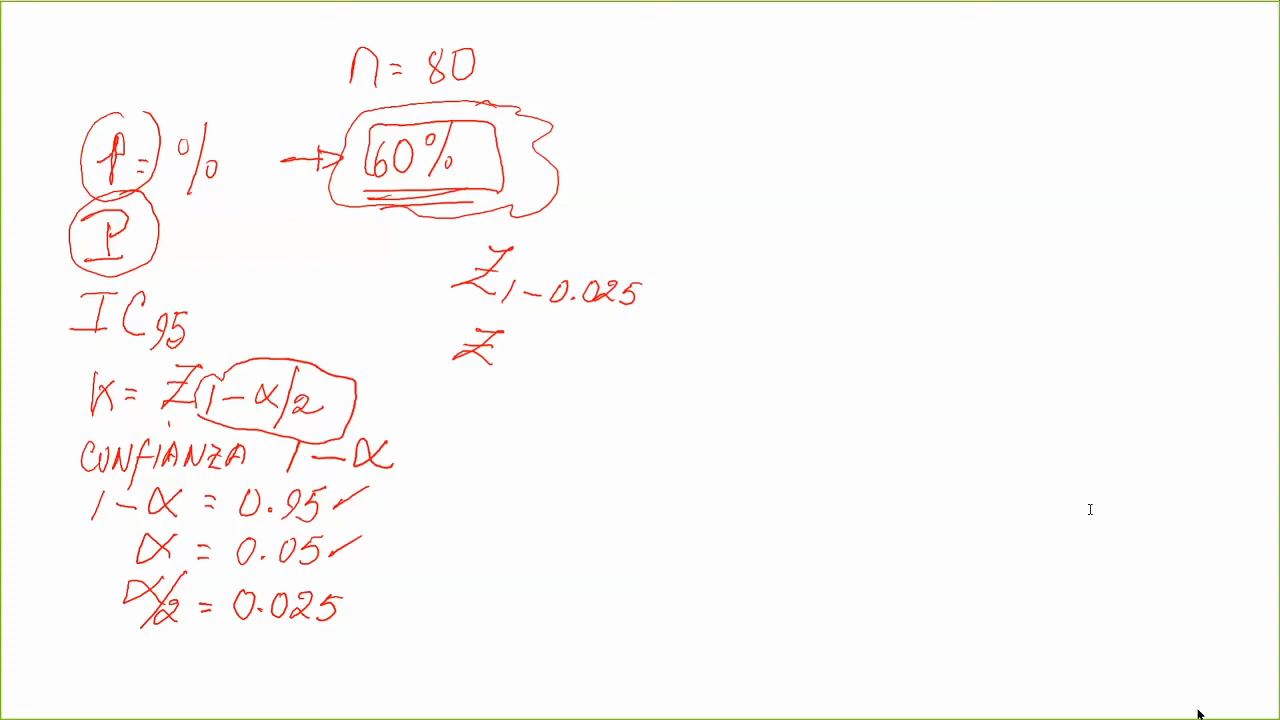 n = 80
p = % → 60%
P
IC95
Z1-0.025
Z
K = Z1-α/2
CONFIANZA 1-α
1-α = 0.95 ✓
α = 0.05 ✓
α/2 = 0.025